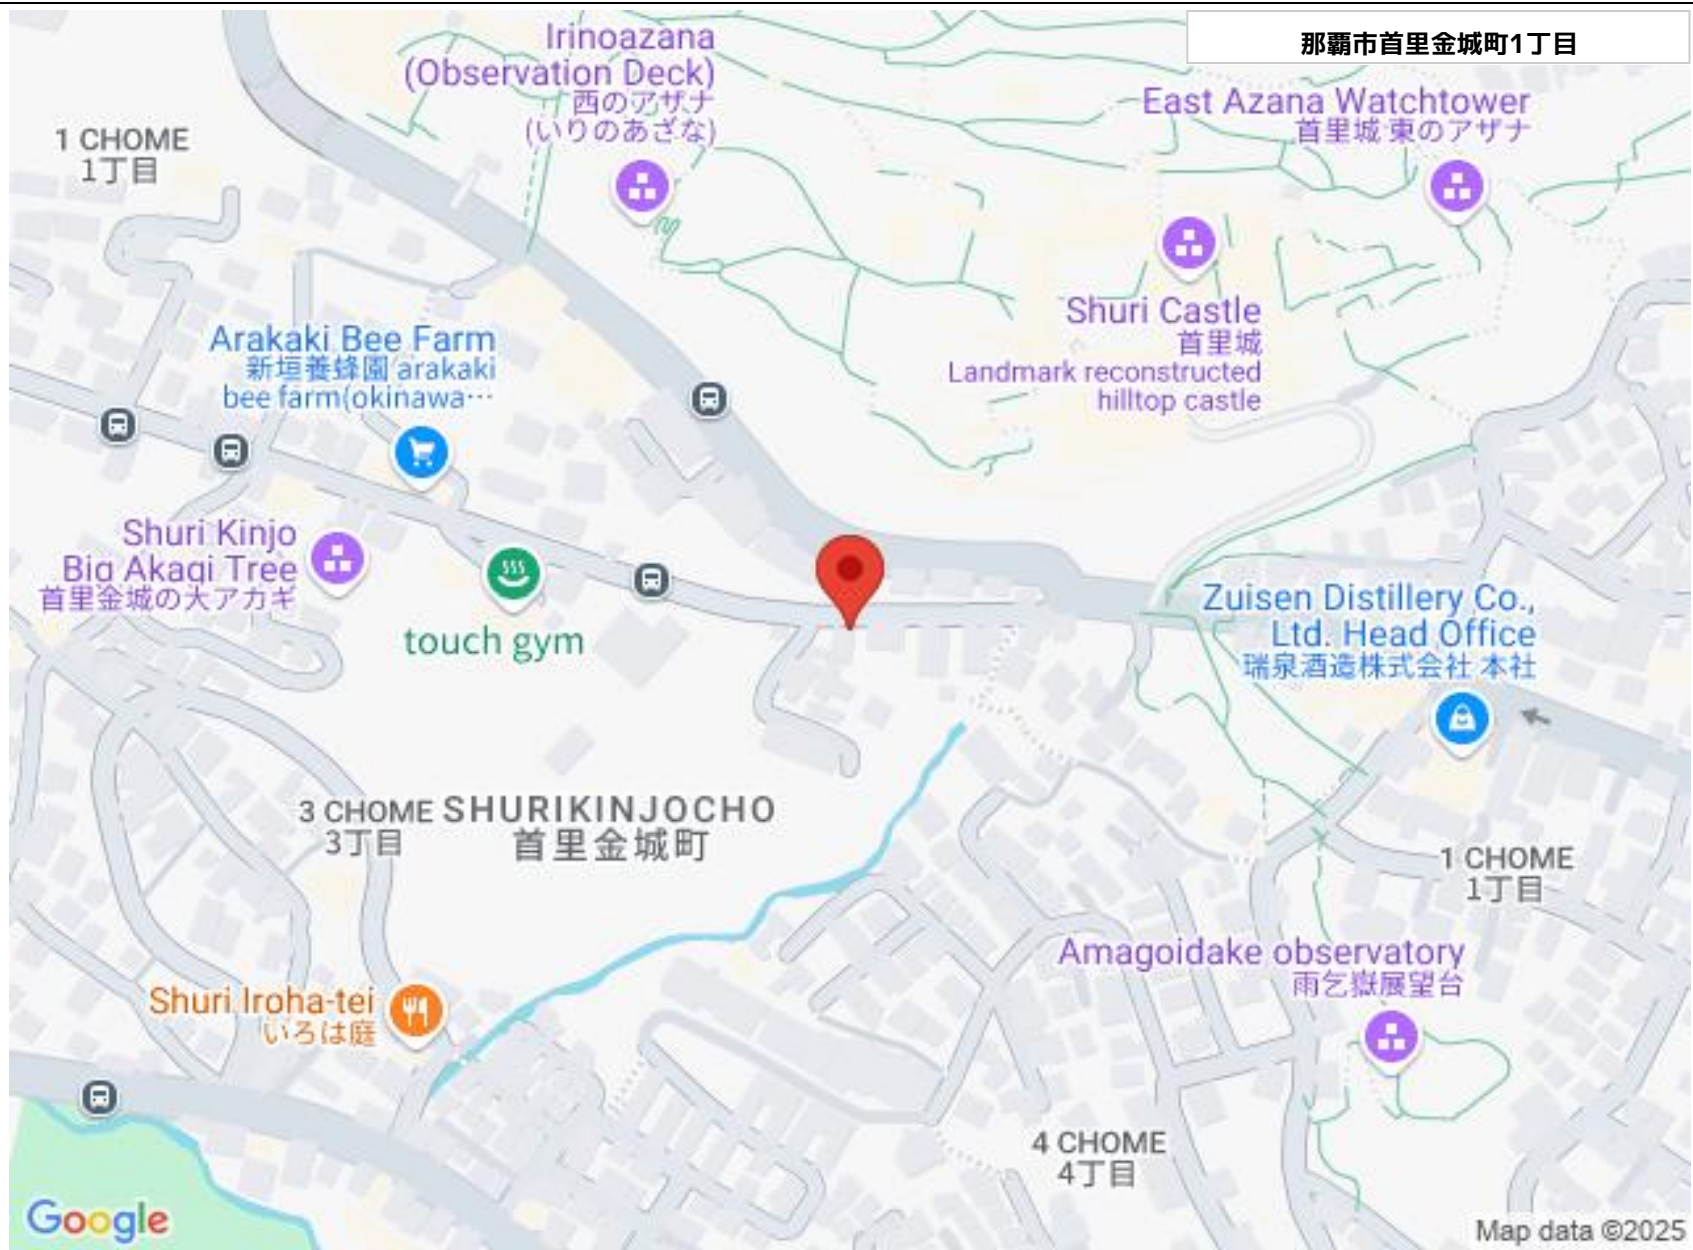 那覇市首里金城町1丁目
Irinoazana
(Observation Deck)
西のアザナ
(いりのあざな)
East Azana Watchtower
首里城 東のアザナ
1 CHOME
1丁目
Shuri Castle
首里城
Landmark reconstructed
hilltop castle
Arakaki Bee Farm
新垣養蜂園 arakaki
bee farm(okinawa…
Shuri Kinjo
Big Akagi Tree
首里金城の大アカギ
touch gym
Zuisen Distillery Co.,
Ltd. Head Office
瑞泉酒造株式会社 本社
3 CHOME
3丁目
SHURIKINJOCHO
首里金城町
1 CHOME
1丁目
Amagoidake observatory
雨乞嶽展望台
Shuri Iroha-tei
いろは庭
4 CHOME
4丁目
Google
Map data ©2025